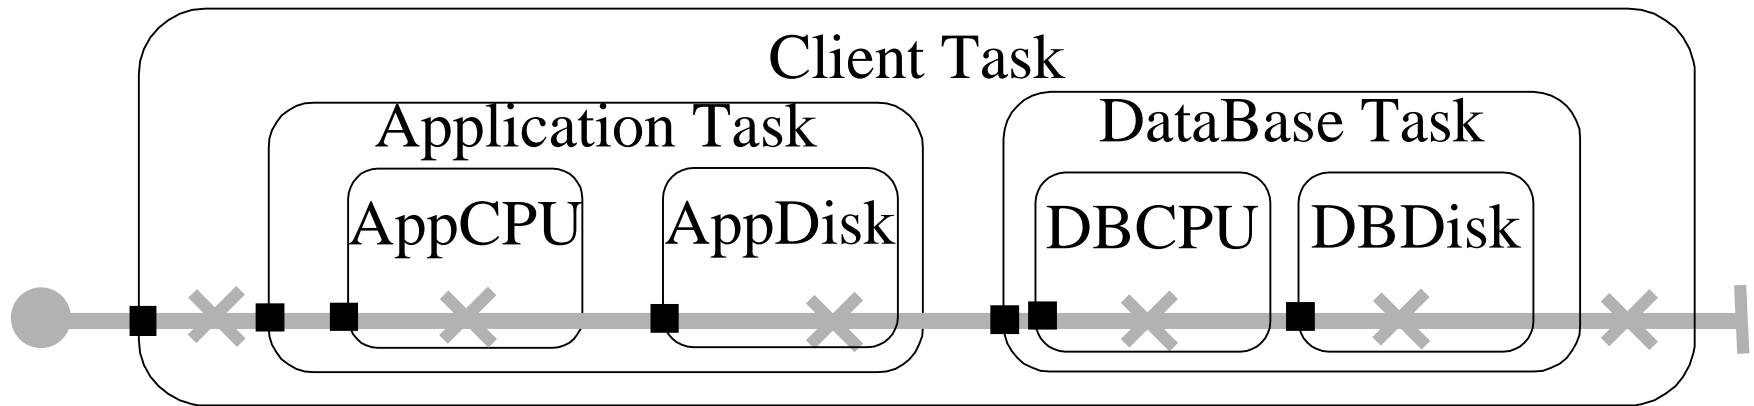 Client Task
Application Task
DataBase Task
AppCPU
AppDisk
DBCPU
DBDisk